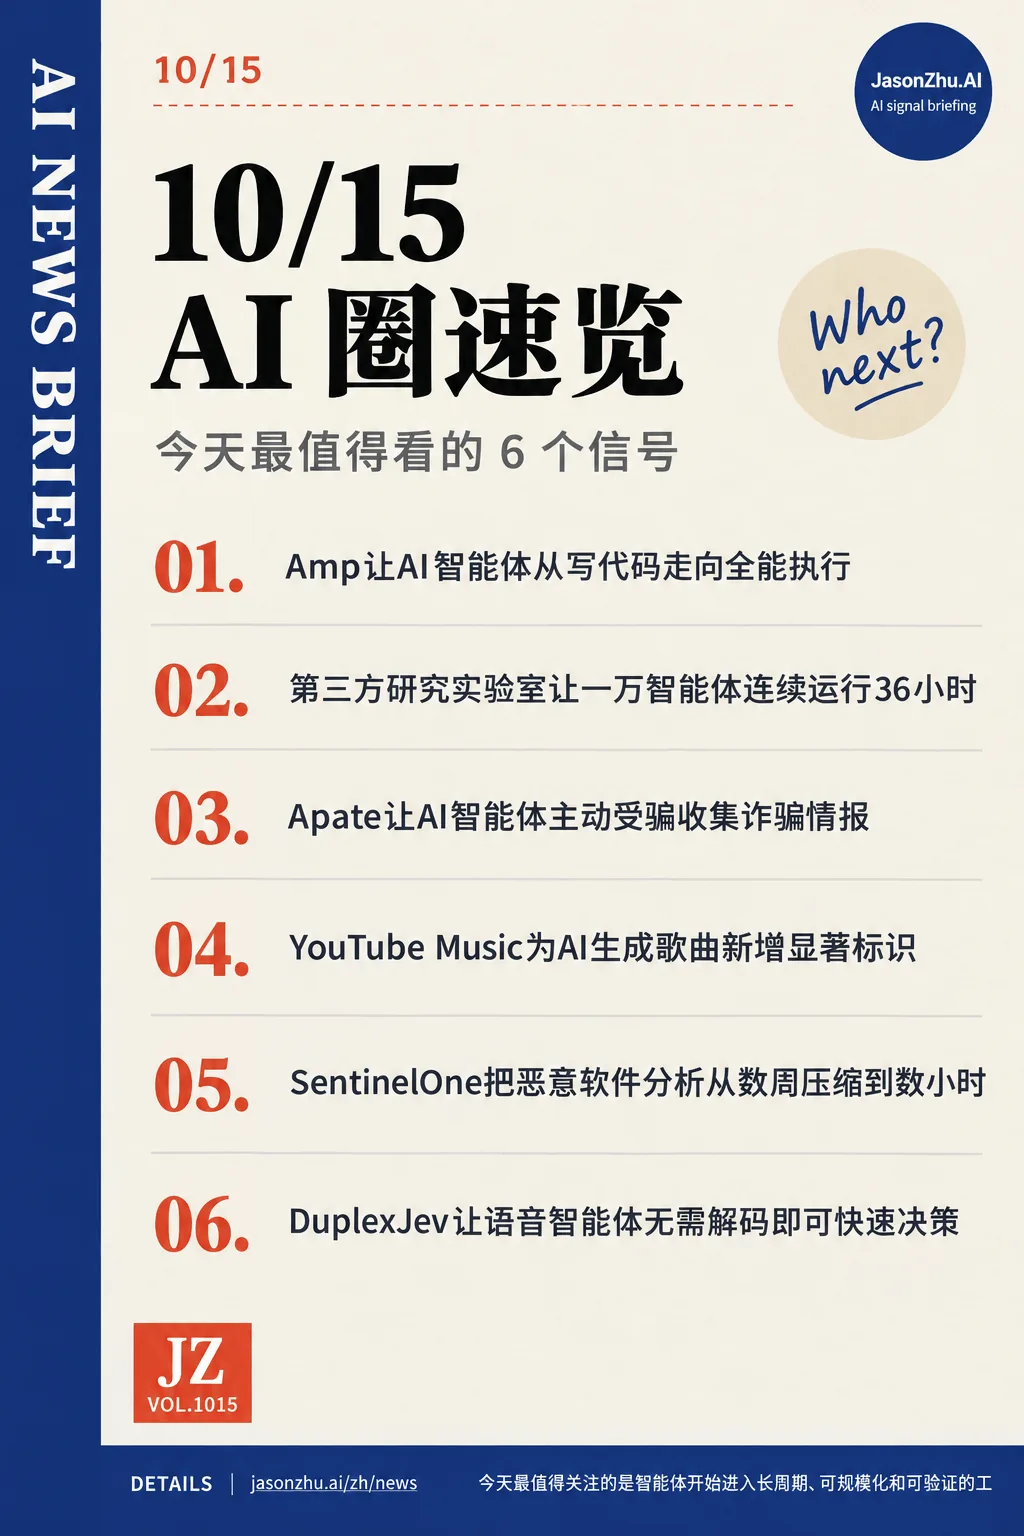 AI NEWS BRIEF
10/15
JasonZhu.AI
AI signal briefing
10/15
AI 圈速览
Who
next?
今天最值得看的 6 个信号
01. Amp让AI智能体从写代码走向全能执行
02. 第三方研究实验室让一万智能体连续运行36小时
03. Apate让AI智能体主动受骗收集诈骗情报
04. YouTube Music为AI生成歌曲新增显著标识
05. SentinelOne把恶意软件分析从数周压缩到数小时
06. DuplexJev让语音智能体无需解码即可快速决策
JZ
VOL.1015
DETAILS | jasonzhu.ai/zh/news 今天最值得关注的是智能体开始进入长周期、可规模化和可验证的工